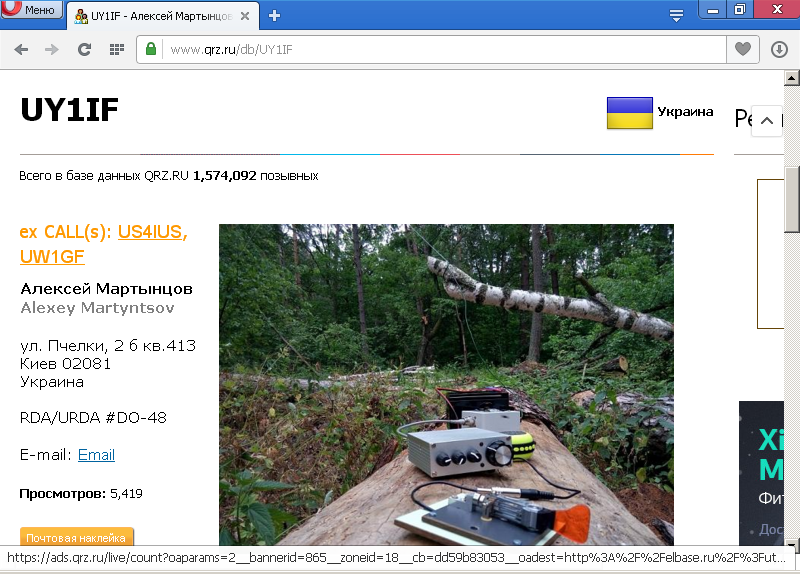 Меню
UY1IF - Алексей Мартынцов
www.qrz.ru/db/UY1IF
UY1IF
Украина
Всего в базе данных QRZ.RU 1,574,092 позывных
ex CALL(s): US4IUS,
UW1GF
Алексей Мартынцов
Alexey Martyntsov
ул. Пчелки, 2 б кв.413
Киев 02081
Украина
RDA/URDA #DO-48
E-mail: Email
Просмотров: 5,419
Почтовая наклейка
Xi
M
Фит
Дос
https://ads.qrz.ru/live/count?oaparams=2__bannerid=865__zoneid=18__cb=dd59b83053__oadest=http%3A%2F%2Felbase.ru%2F%3Fut...